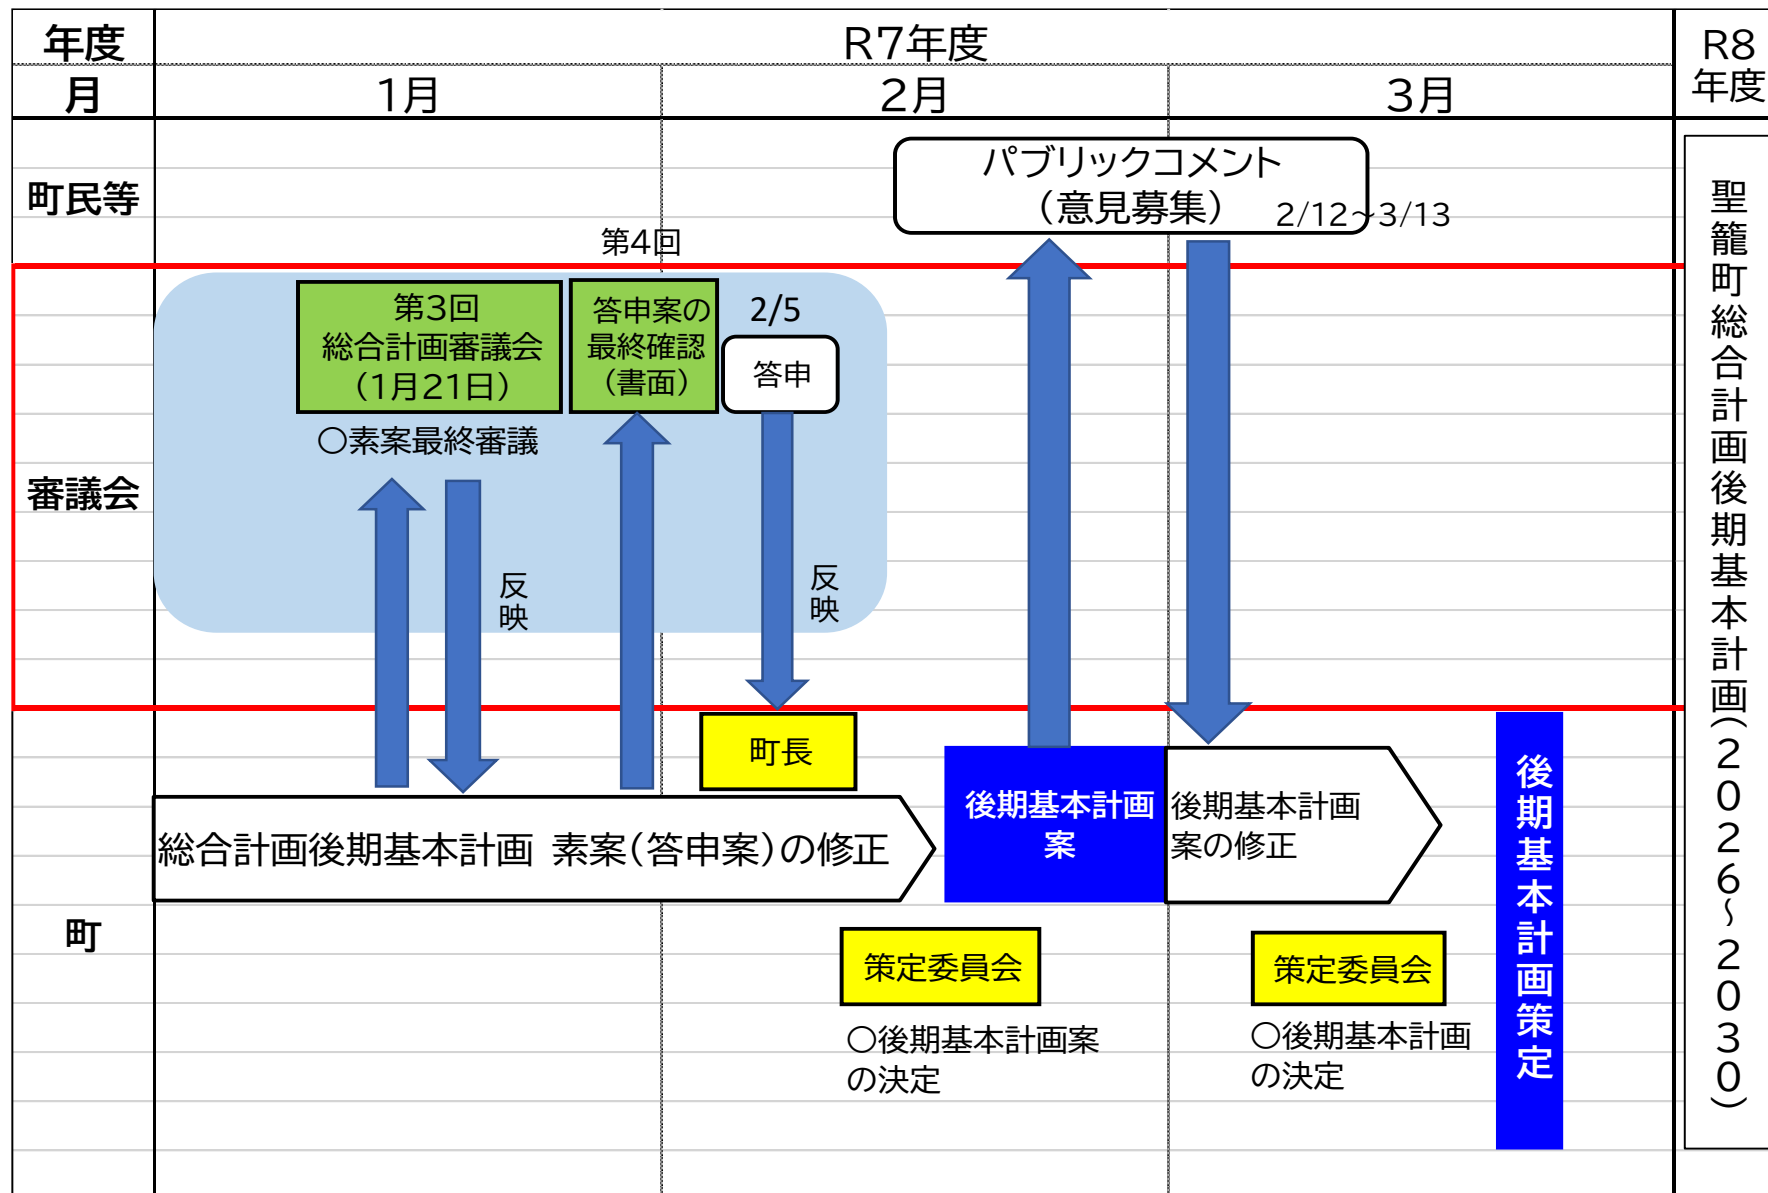 年度
R7年度
R8
年度
月
1月
2月
3月
町民等
パブリックコメント
（意見募集）
2/12~3/13
第4回
審議会
第3回
総合計画審議会
（1月21日）
○素案最終審議
答申案の
最終確認
（書面）
2/5
答申
反映
反映
町
町長
総合計画後期基本計画 素案（答申案）の修正
後期基本計画
案
後期基本計画
案の修正
策定委員会
○後期基本計画案
の決定
策定委員会
○後期基本計画
の決定
後期基本計画策定
聖籠町総合計画後期基本計画（2026～2030）